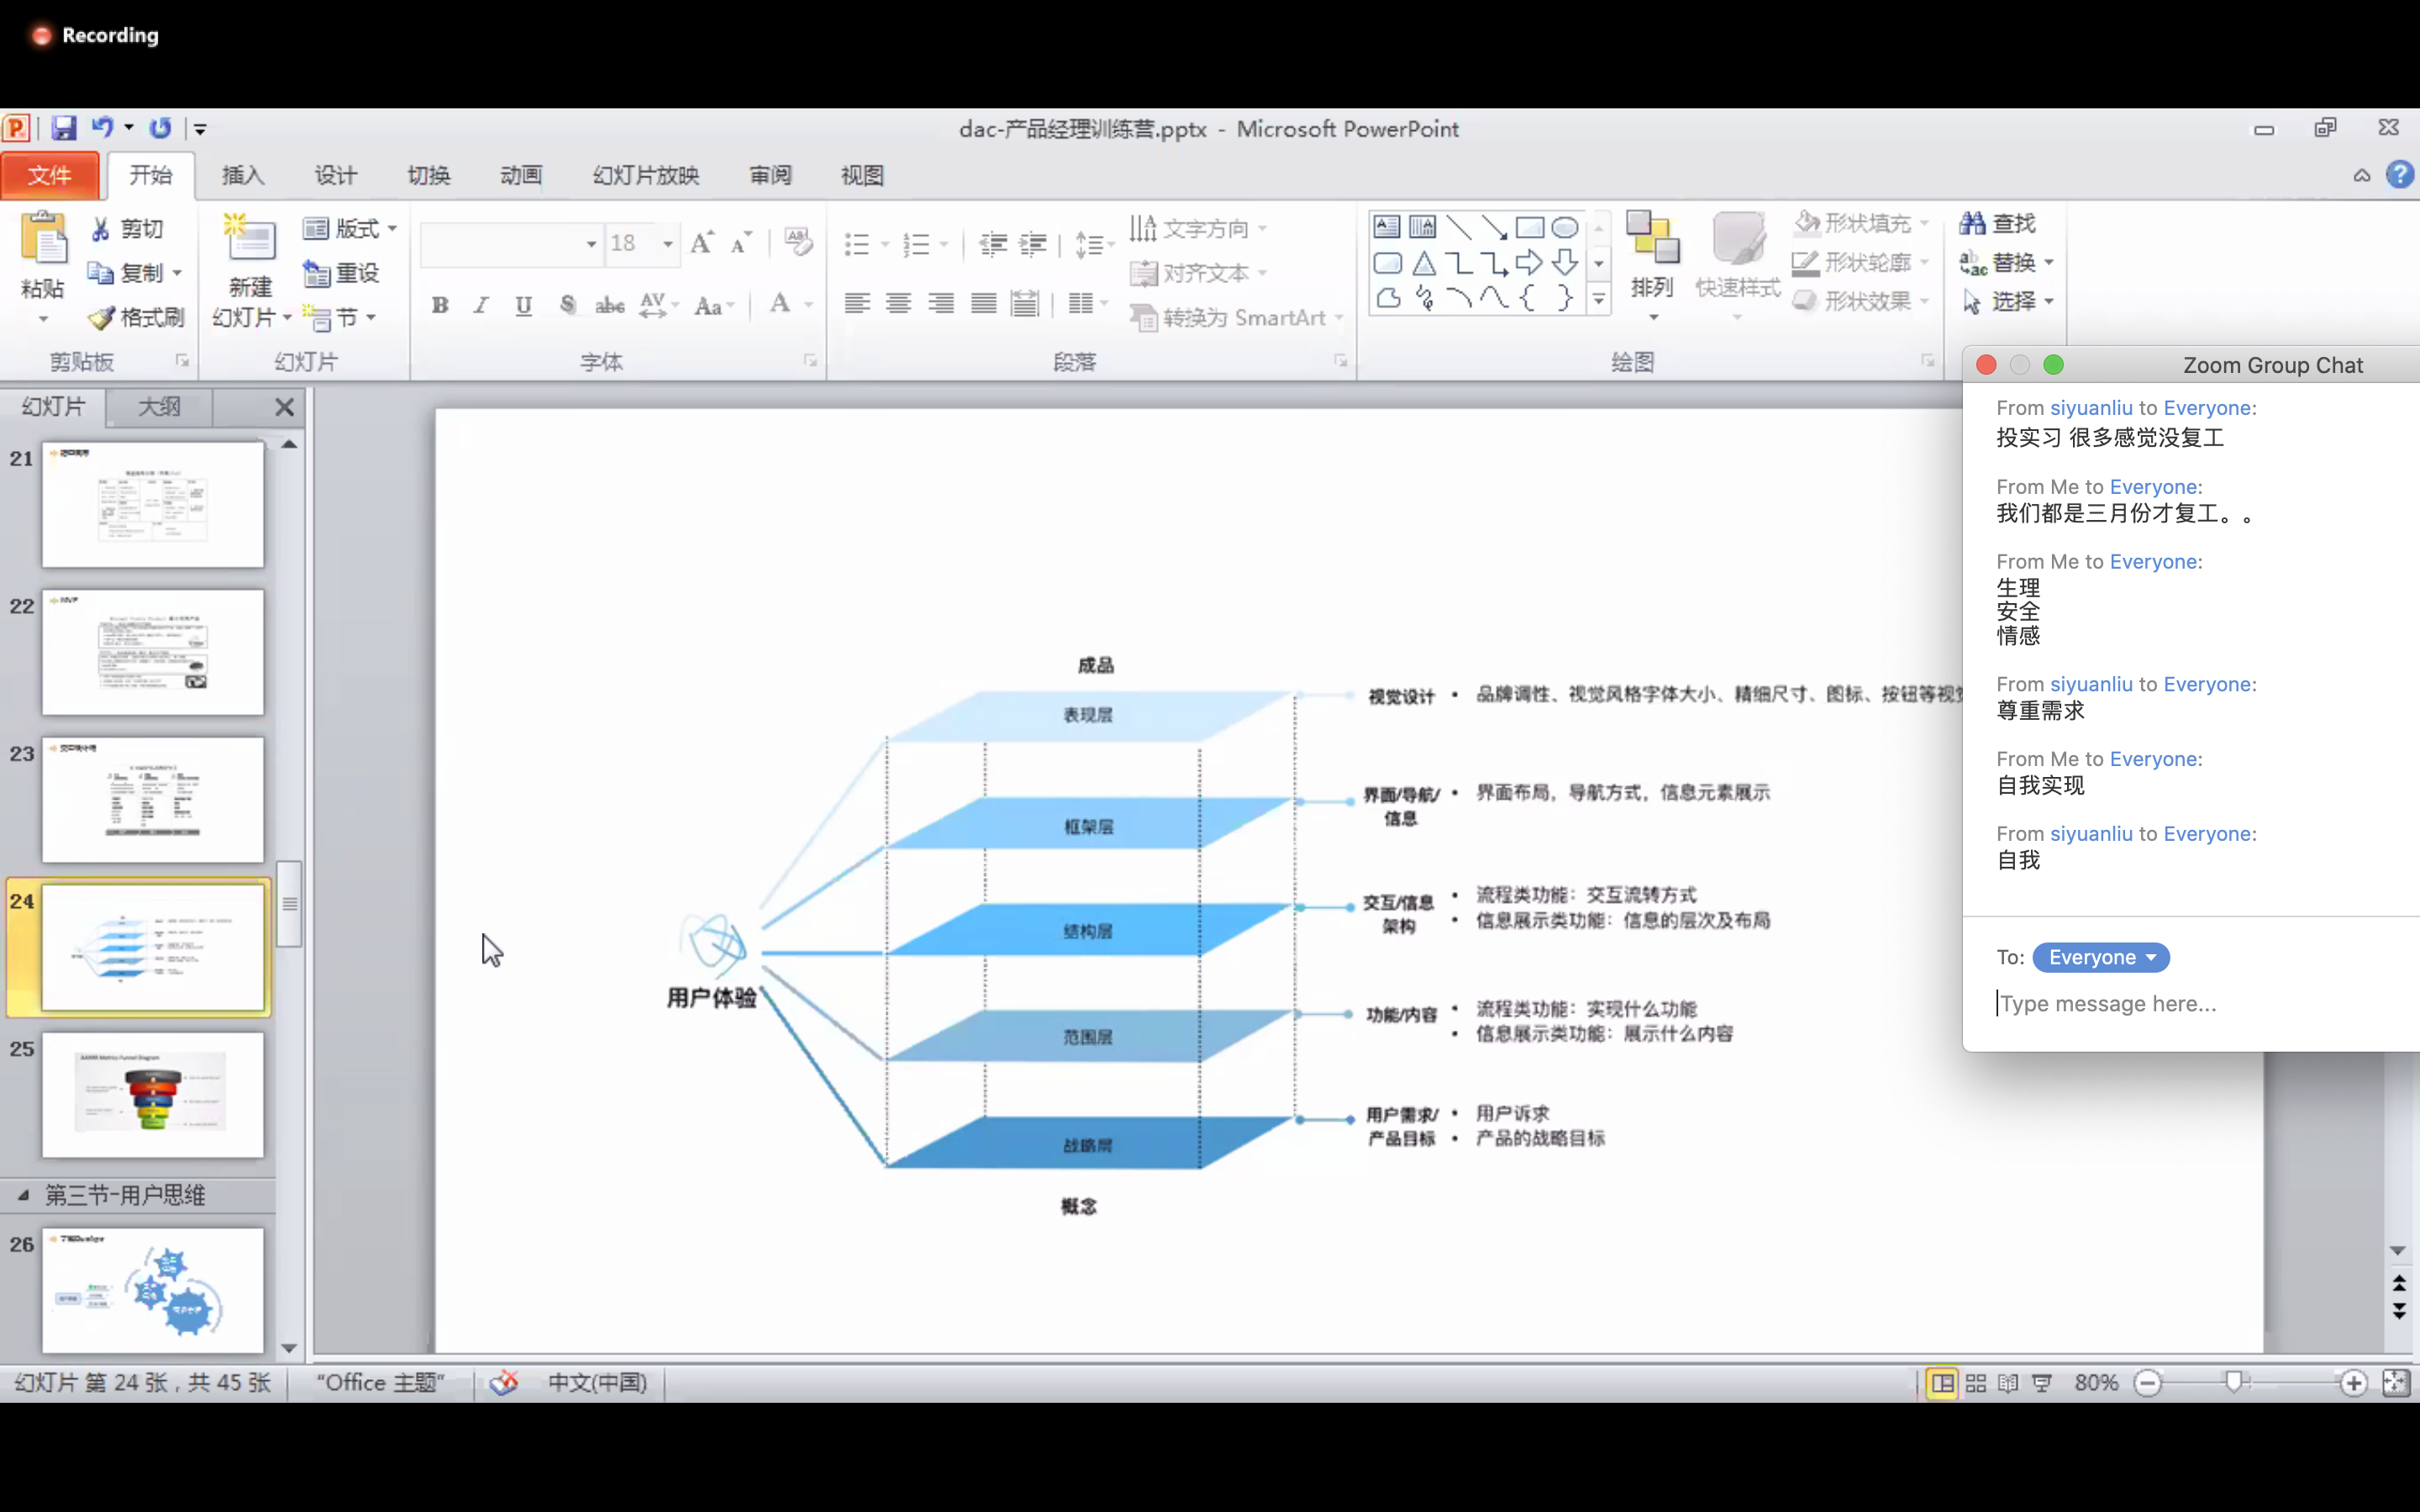 Recording
dac-产品经理训练营.pptx - Microsoft PowerPoint
文件 开始 插入 设计 切换 动画 幻灯片放映 审阅 视图
粘贴
剪切
复制
格式刷
剪贴板
新建
幻灯片
版式
重设
节
幻灯片
18
字体
文字方向
对齐文本
转换为 SmartArt
段落
排列
快速样式
形状填充
形状轮廓
形状效果
绘图
查找
替换
选择
幻灯片 大纲
21
22
23
24
25
第三节-用户思维
26
成品
表现层
框架层
结构层
范围层
战略层
概念
用户体验
视觉设计 • 品牌调性、视觉风格字体大小、精细尺寸、图标、按钮等视觉
界面/导航/
信息
• 界面布局，导航方式，信息元素展示
交互/信息
架构
• 流程类功能：交互流转方式
• 信息展示类功能：信息的层次及布局
功能/内容
• 流程类功能：实现什么功能
• 信息展示类功能：展示什么内容
用户需求/
产品目标
• 用户诉求
• 产品的战略目标
Zoom Group Chat
From siyuanliu to Everyone:
投实习 很多感觉没复工
From Me to Everyone:
我们都是三月份才复工。。
From Me to Everyone:
生理
安全
情感
From siyuanliu to Everyone:
尊重需求
From Me to Everyone:
自我实现
From siyuanliu to Everyone:
自我
To: Everyone
Type message here...
幻灯片 第 24 张，共 45 张 "Office 主题" 中文(中国) 80%